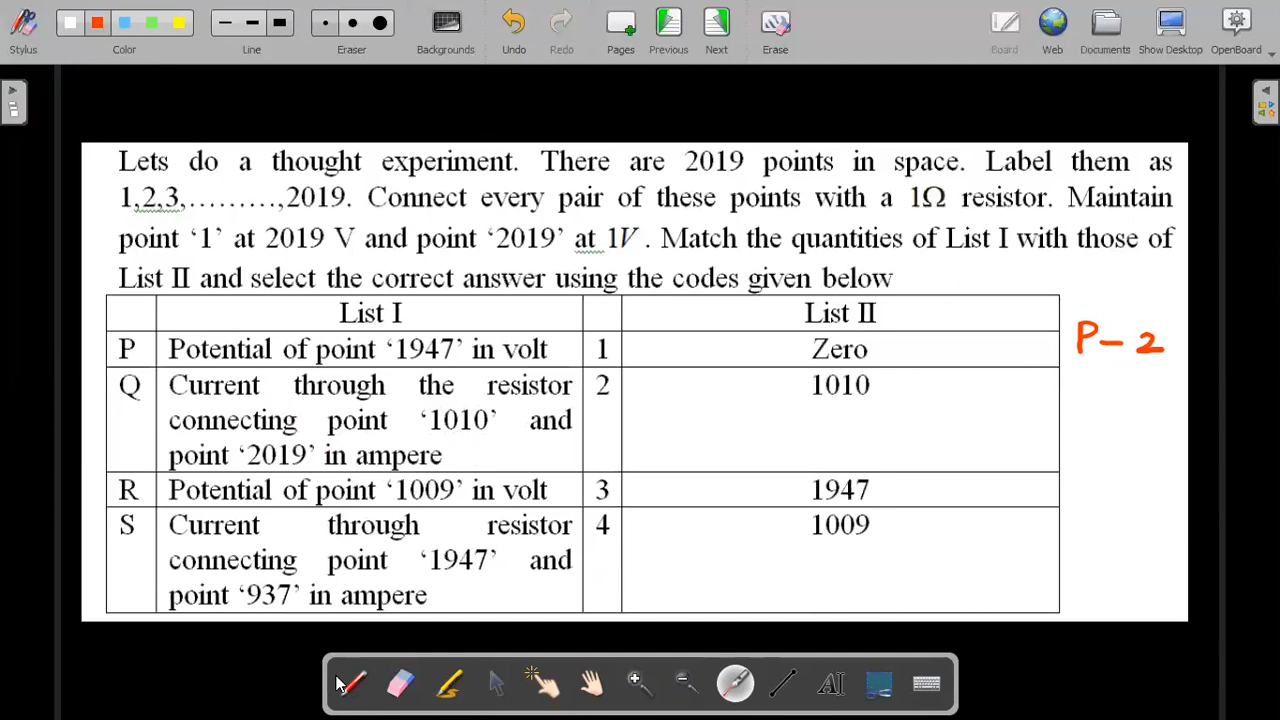 Stylus
Color
Line
Eraser
Backgrounds
Undo
Redo
Pages
Previous
Next
Erase
Board
Web
Documents
Show Desktop
OpenBoard
Lets do a thought experiment. There are 2019 points in space. Label them as
1,2,3,………,2019. Connect every pair of these points with a 1Ω resistor. Maintain
point ‘1’ at 2019 V and point ‘2019’ at 1V . Match the quantities of List I with those of
List II and select the correct answer using the codes given below
List I
List II
P
Potential of point ‘1947’ in volt
1
Zero
P – 2
Q
Current through the resistor
connecting point ‘1010’ and
point ‘2019’ in ampere
2
1010
R
Potential of point ‘1009’ in volt
3
1947
S
Current through resistor
connecting point ‘1947’ and
point ‘937’ in ampere
4
1009
AI